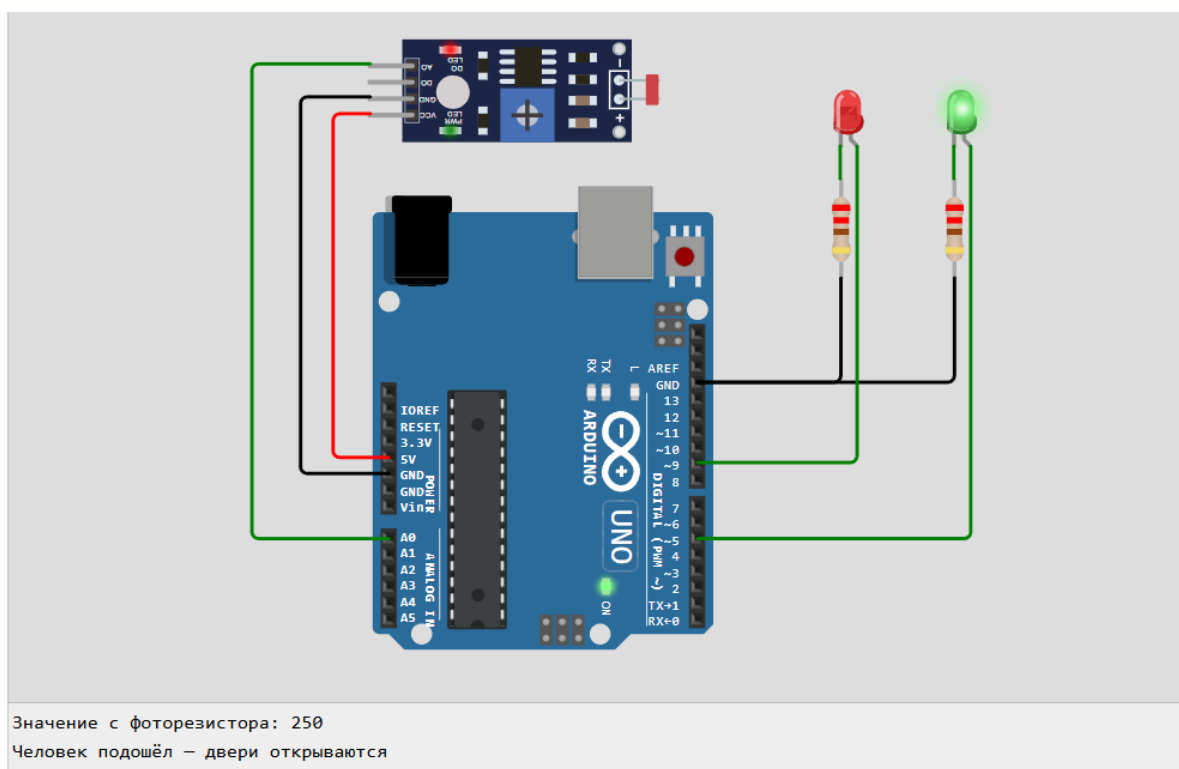 AO
DO
GND
VCC
DO
LED
PWR
LED
-
+
RX
TX
L
AREF
GND
13
12
~11
~10
~9
8
7
~6
~5
4
~3
2
TX→1
RX←0
DIGITAL (PWM ~)
ARDUINO
UNO
ON
IOREF
RESET
3.3V
5V
GND
GND
Vin
POWER
A0
A1
A2
A3
A4
A5
ANALOG IN
Значение с фоторезистора: 250
Человек подошёл — двери открываются